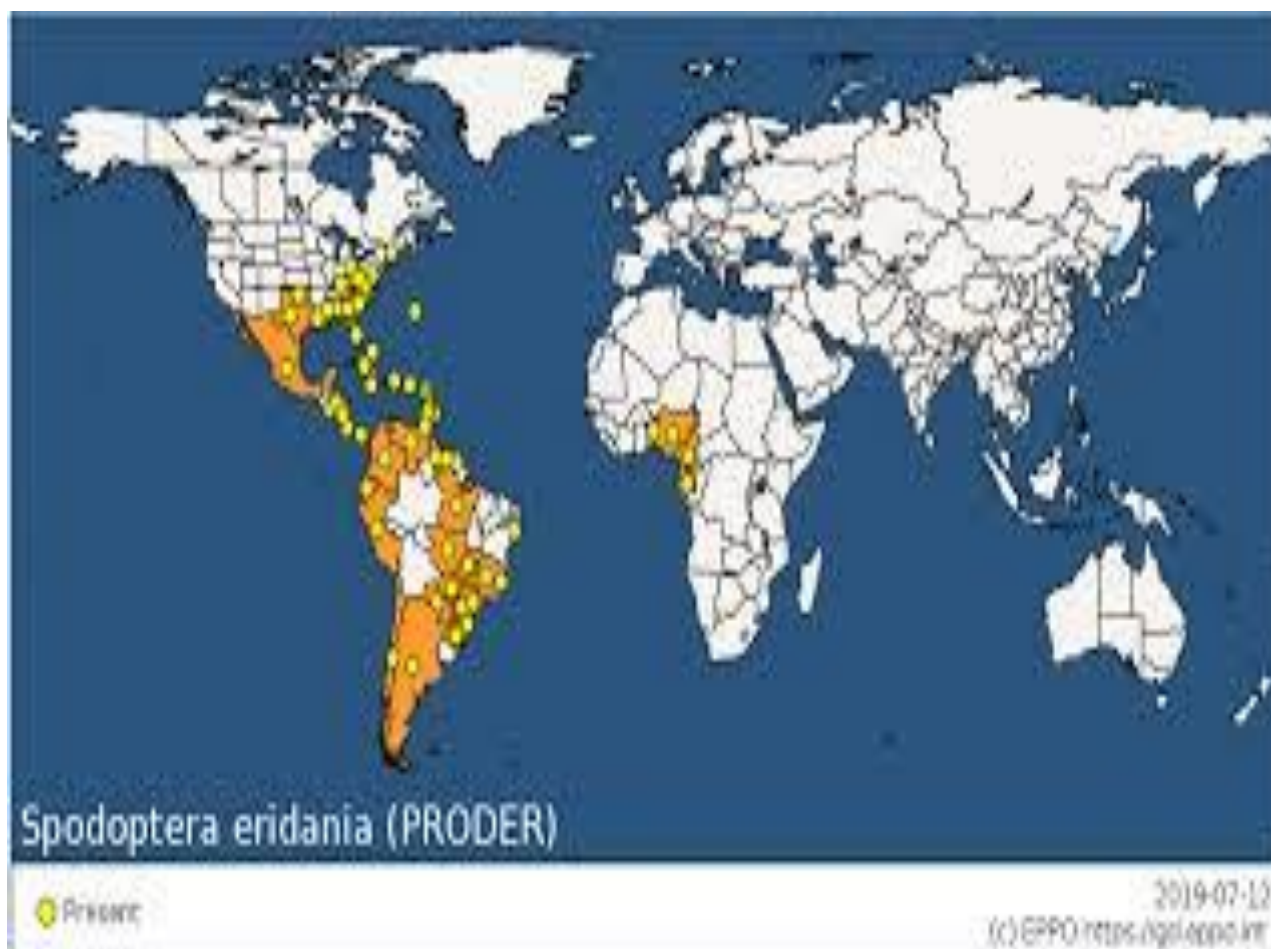 Spodoptera eridania (PRODER)
Present
2019-07-12
(c) EPPO https://gd.eppo.int